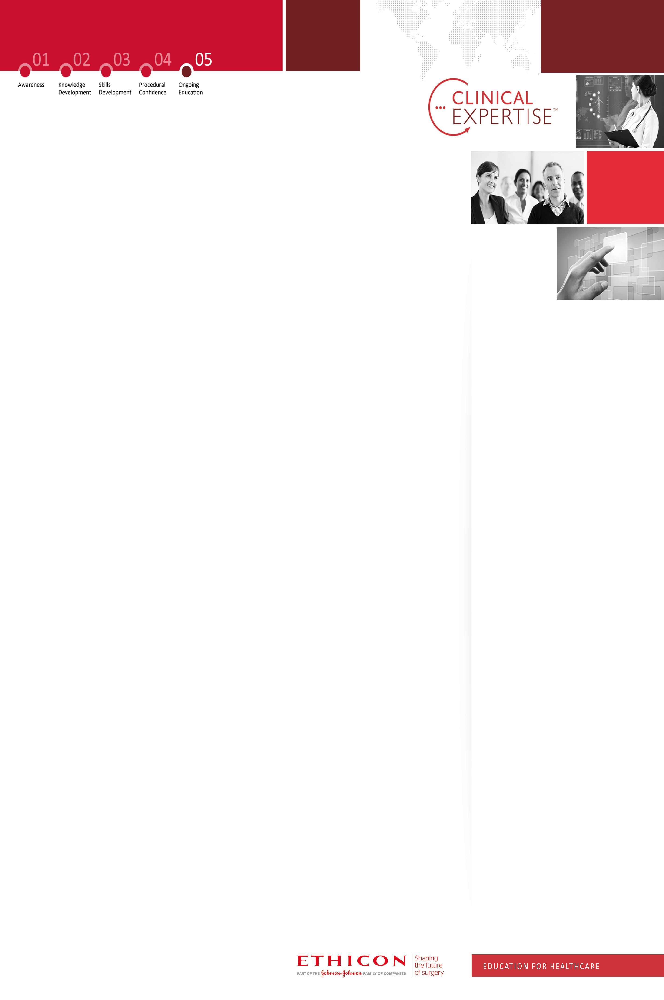 01 02 03 04 05
Awareness
Knowledge
Development
Skills
Development
Procedural
Confidence
Ongoing
Education
CLINICAL
EXPERTISE™
ETHICON
PART OF THE Johnson & Johnson FAMILY OF COMPANIES
Shaping
the future
of surgery
EDUCATION FOR HEALTHCARE